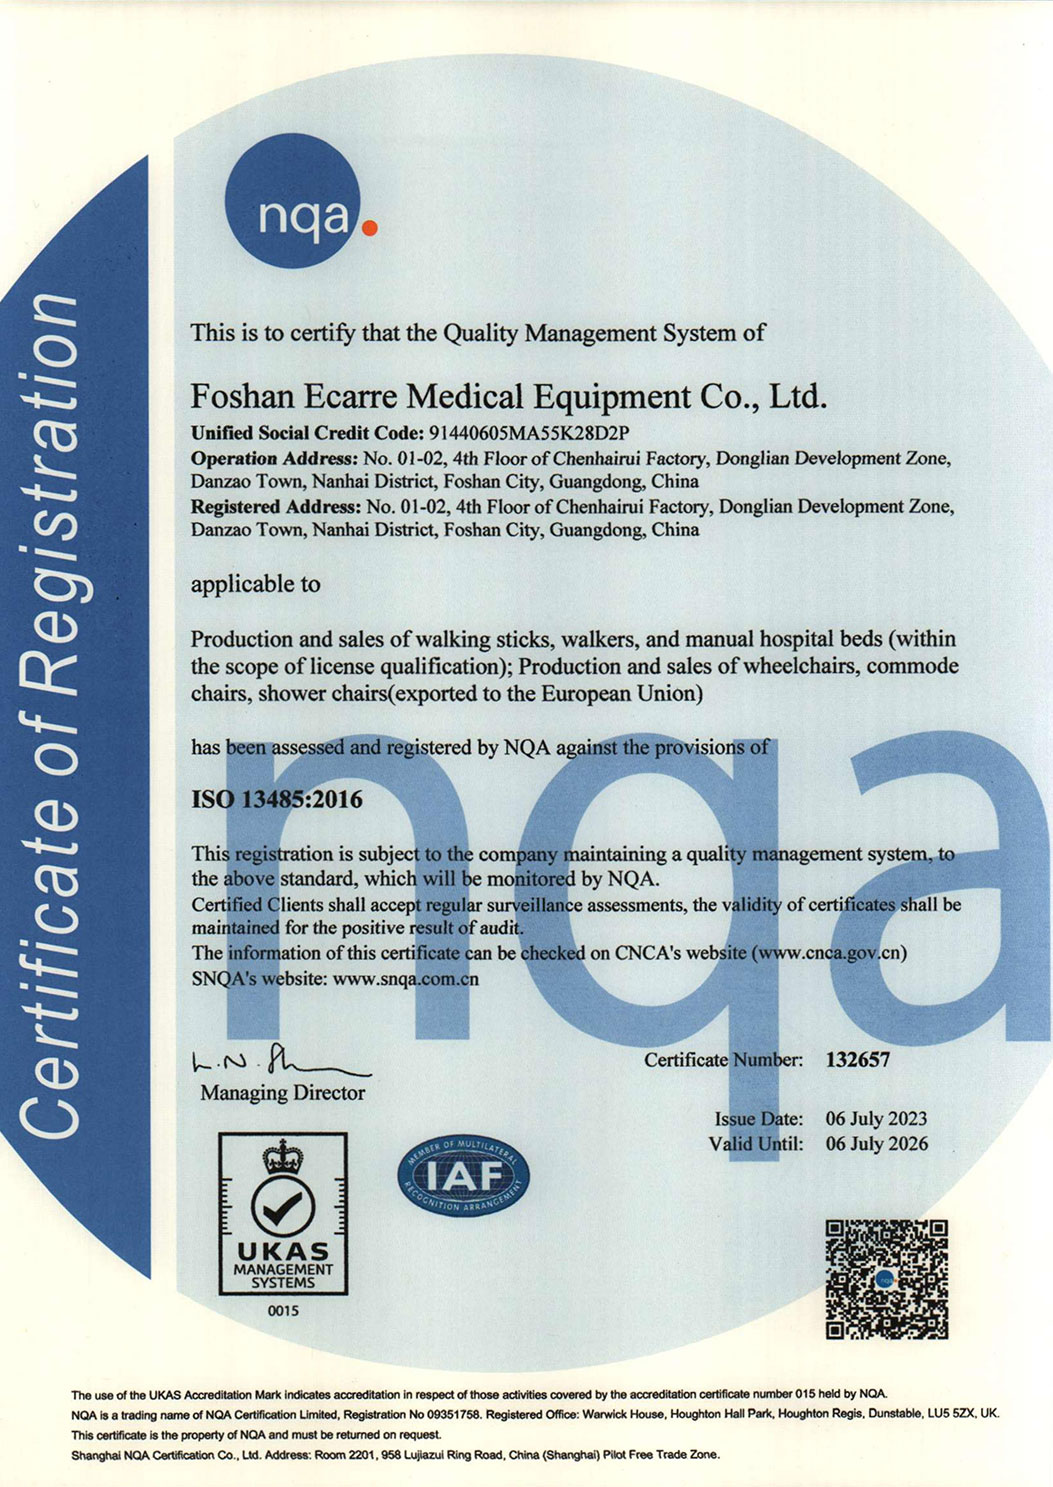 Certificate of Registration
nqa.
This is to certify that the Quality Management System of
Foshan Ecarre Medical Equipment Co., Ltd.
Unified Social Credit Code: 91440605MA55K28D2P
Operation Address: No. 01-02, 4th Floor of Chenhairui Factory, Donglian Development Zone,
Danzao Town, Nanhai District, Foshan City, Guangdong, China
Registered Address: No. 01-02, 4th Floor of Chenhairui Factory, Donglian Development Zone,
Danzao Town, Nanhai District, Foshan City, Guangdong, China
applicable to
Production and sales of walking sticks, walkers, and manual hospital beds (within
the scope of license qualification); Production and sales of wheelchairs, commode
chairs, shower chairs(exported to the European Union)
has been assessed and registered by NQA against the provisions of
ISO 13485:2016
nqa
This registration is subject to the company maintaining a quality management system, to
the above standard, which will be monitored by NQA.
Certified Clients shall accept regular surveillance assessments, the validity of certificates shall be
maintained for the positive result of audit.
The information of this certificate can be checked on CNCA's website (www.cnca.gov.cn)
SNQA's website: www.snqa.com.cn
Managing Director
Certificate Number: 132657
Issue Date: 06 July 2023
Valid Until: 06 July 2026
MEMBER OF MULTILATERAL
IAF
RECOGNITION ARRANGEMENT
UKAS
MANAGEMENT
SYSTEMS
0015
nqa
The use of the UKAS Accreditation Mark indicates accreditation in respect of those activities covered by the accreditation certificate number 015 held by NQA.
NQA is a trading name of NQA Certification Limited, Registration No 09351758. Registered Office: Warwick House, Houghton Hall Park, Houghton Regis, Dunstable, LU5 5ZX, UK.
This certificate is the property of NQA and must be returned on request.
Shanghai NQA Certification Co., Ltd. Address: Room 2201, 958 Lujiazui Ring Road, China (Shanghai) Pilot Free Trade Zone.